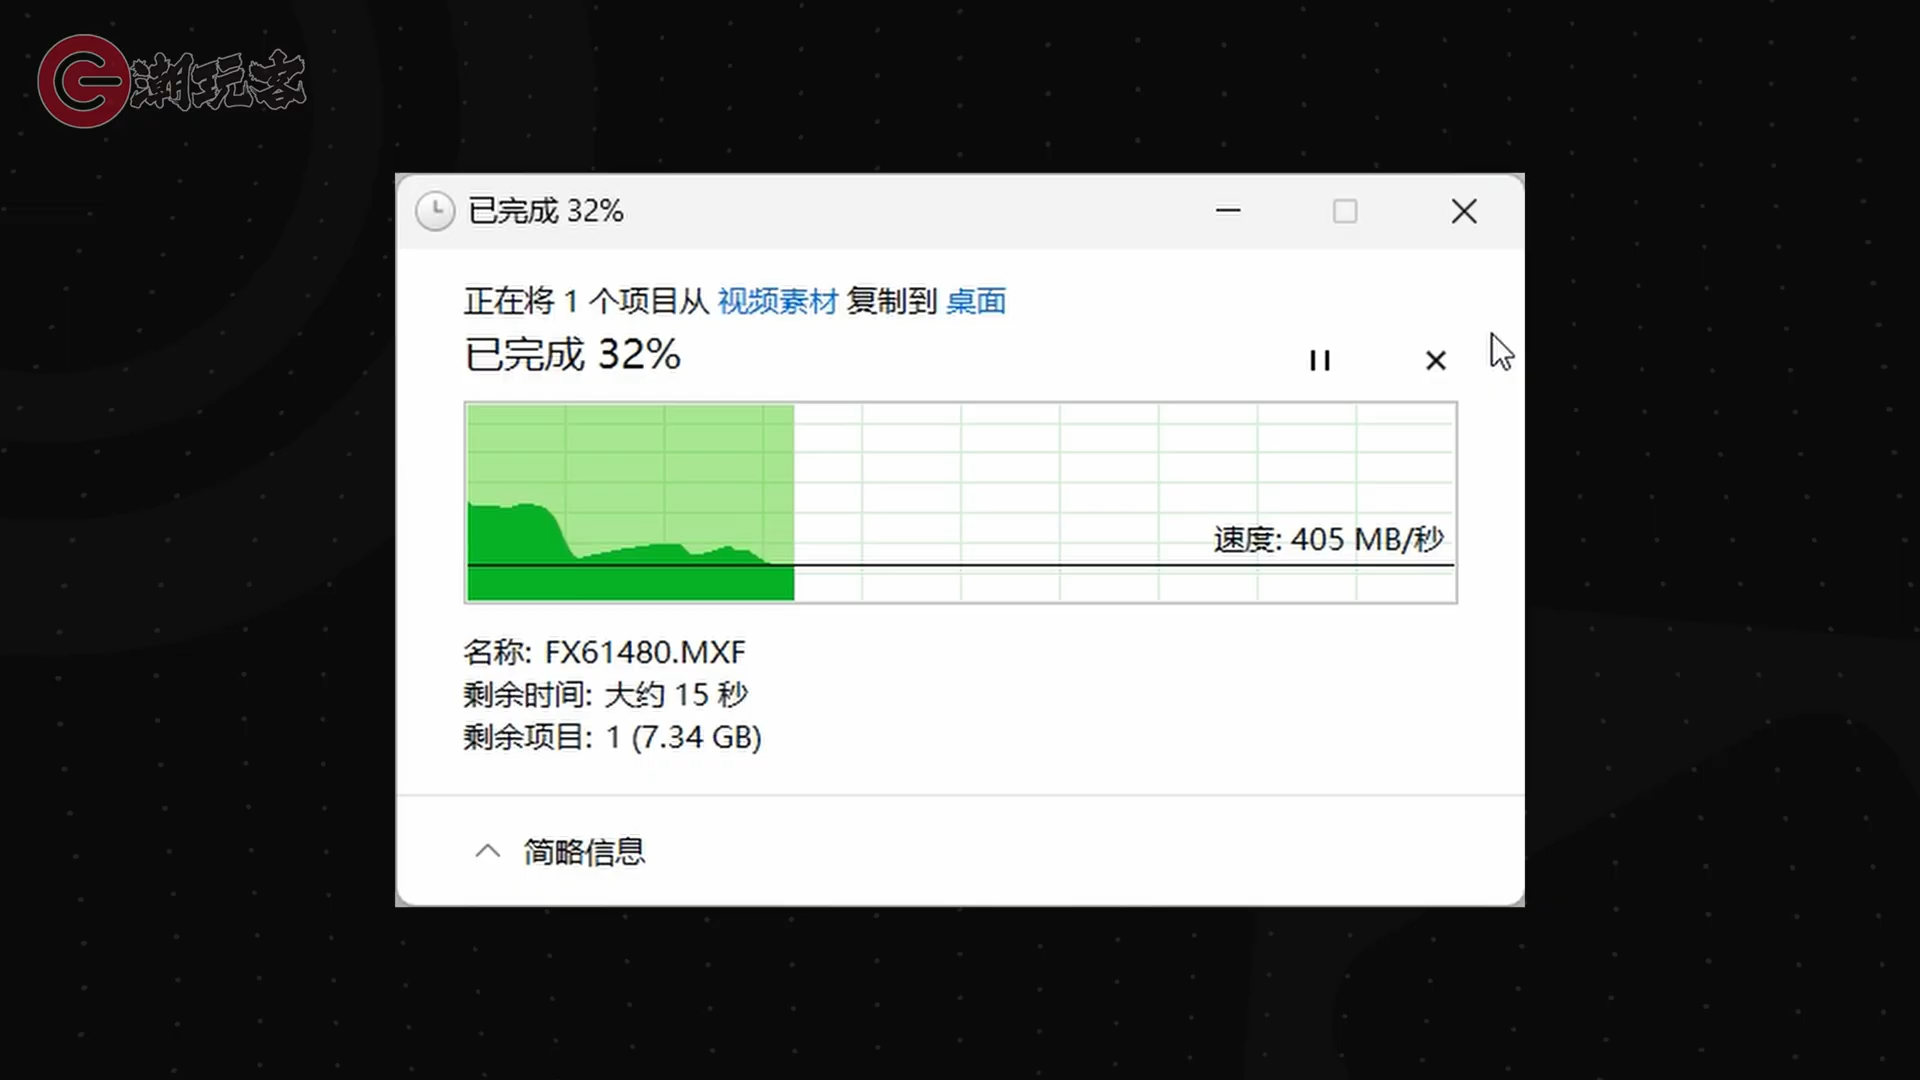 潮玩客
已完成 32%
正在将 1 个项目从 视频素材 复制到 桌面
已完成 32%
速度: 405 MB/秒
名称: FX61480.MXF
剩余时间: 大约 15 秒
剩余项目: 1 (7.34 GB)
简略信息